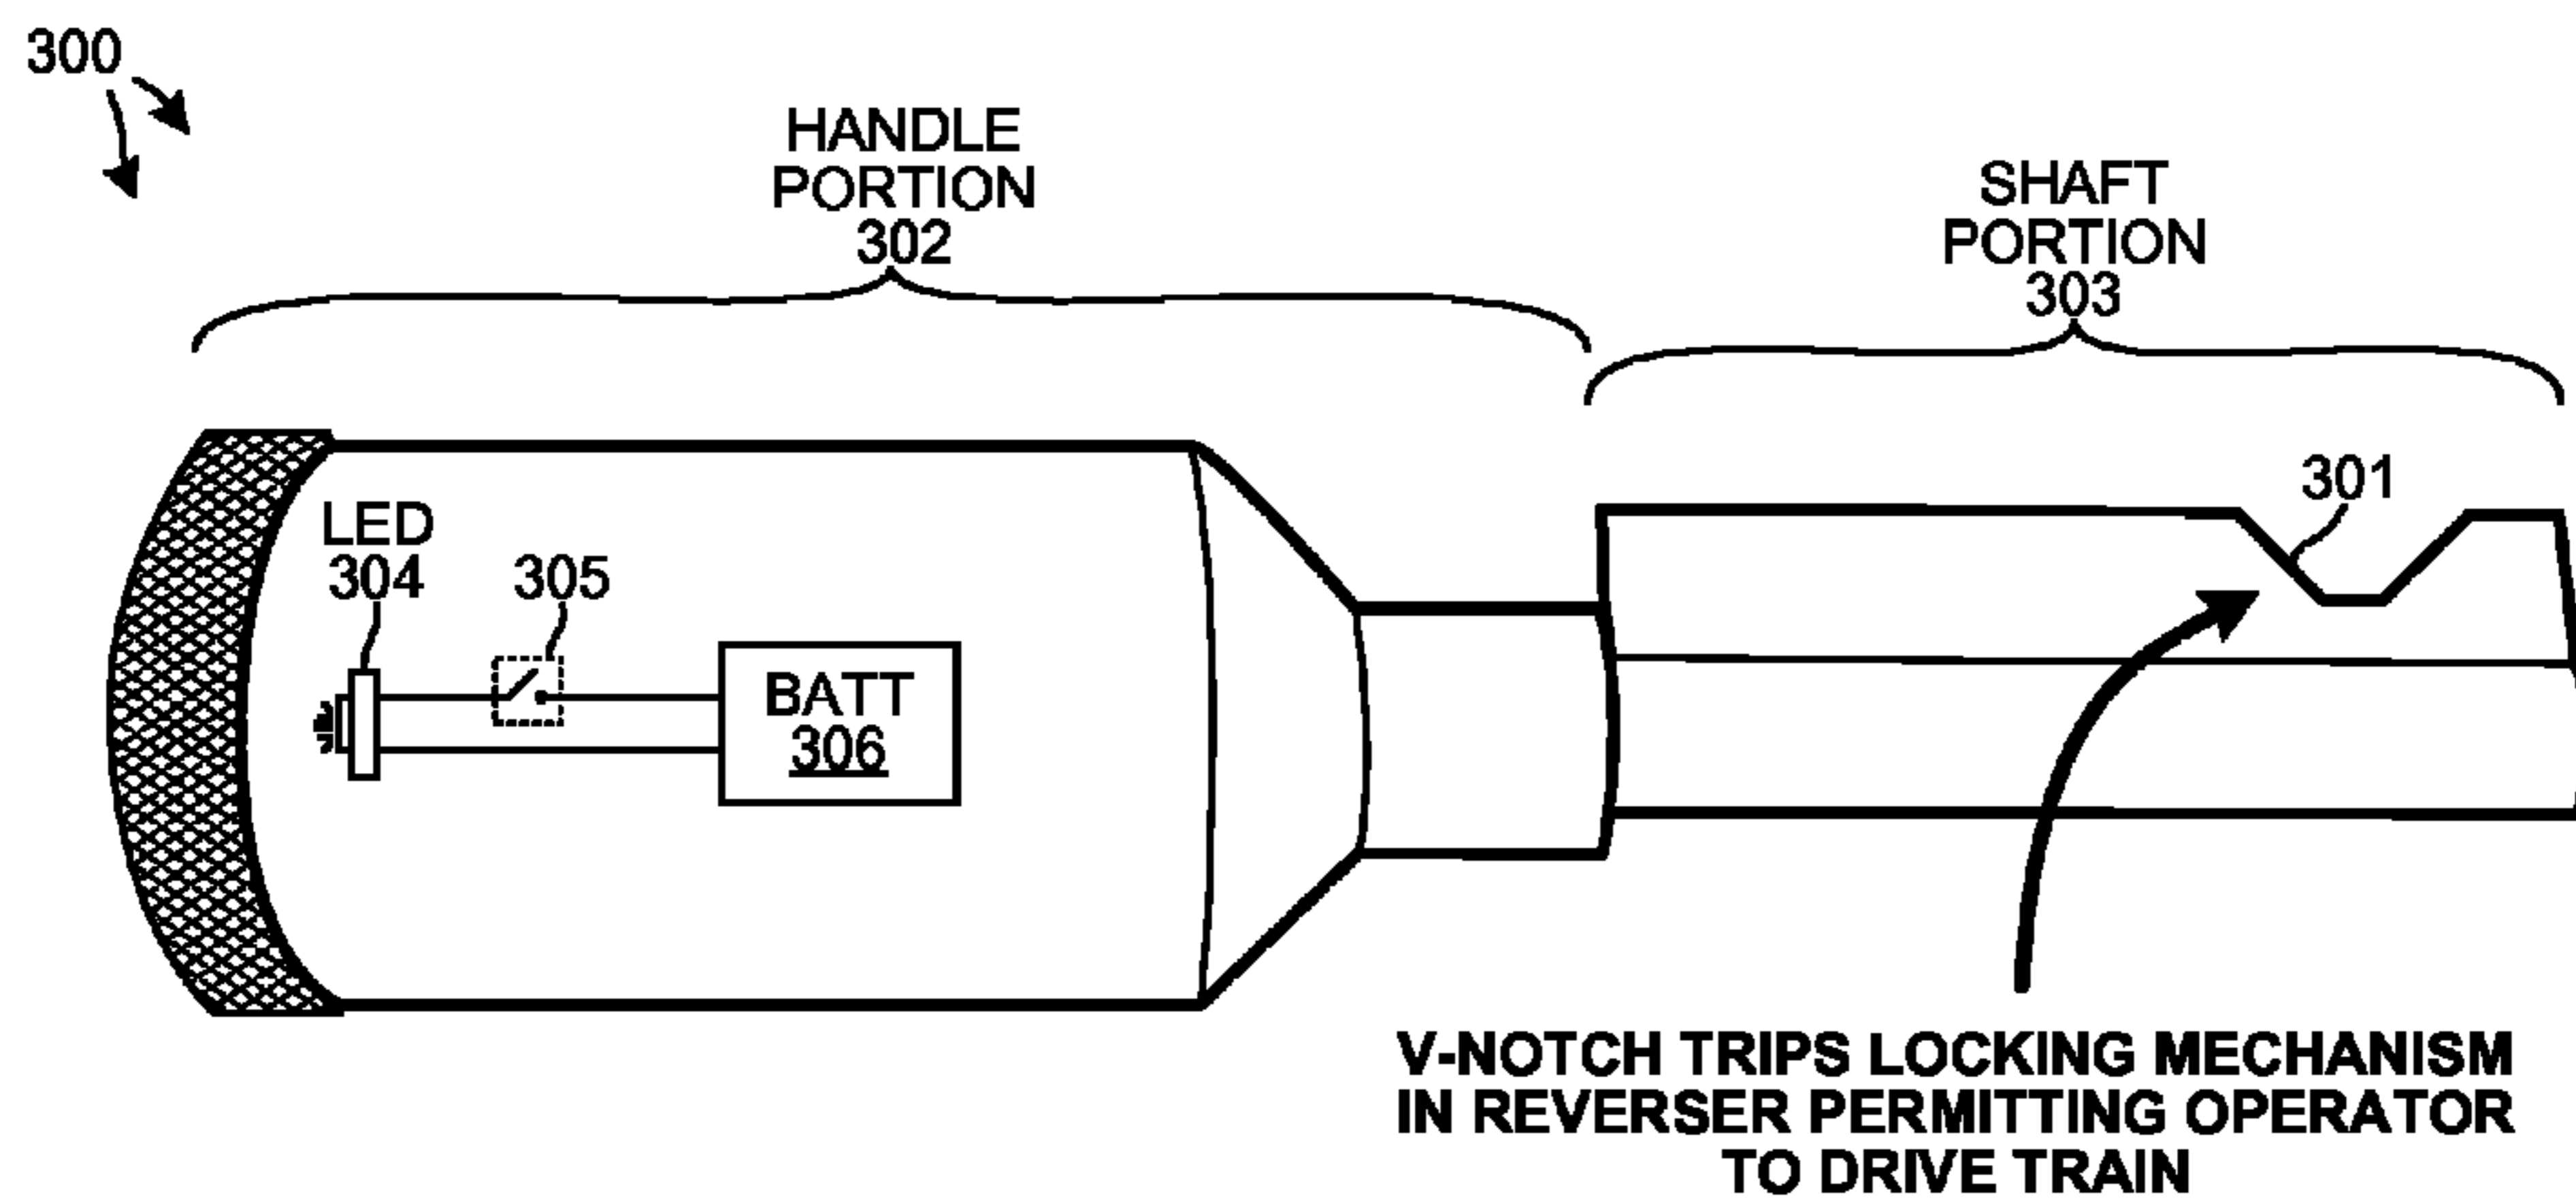 300
HANDLE
PORTION
302
SHAFT
PORTION
303
301
LED
304
305
BATT
306
V-NOTCH TRIPS LOCKING MECHANISM
IN REVERSER PERMITTING OPERATOR
TO DRIVE TRAIN